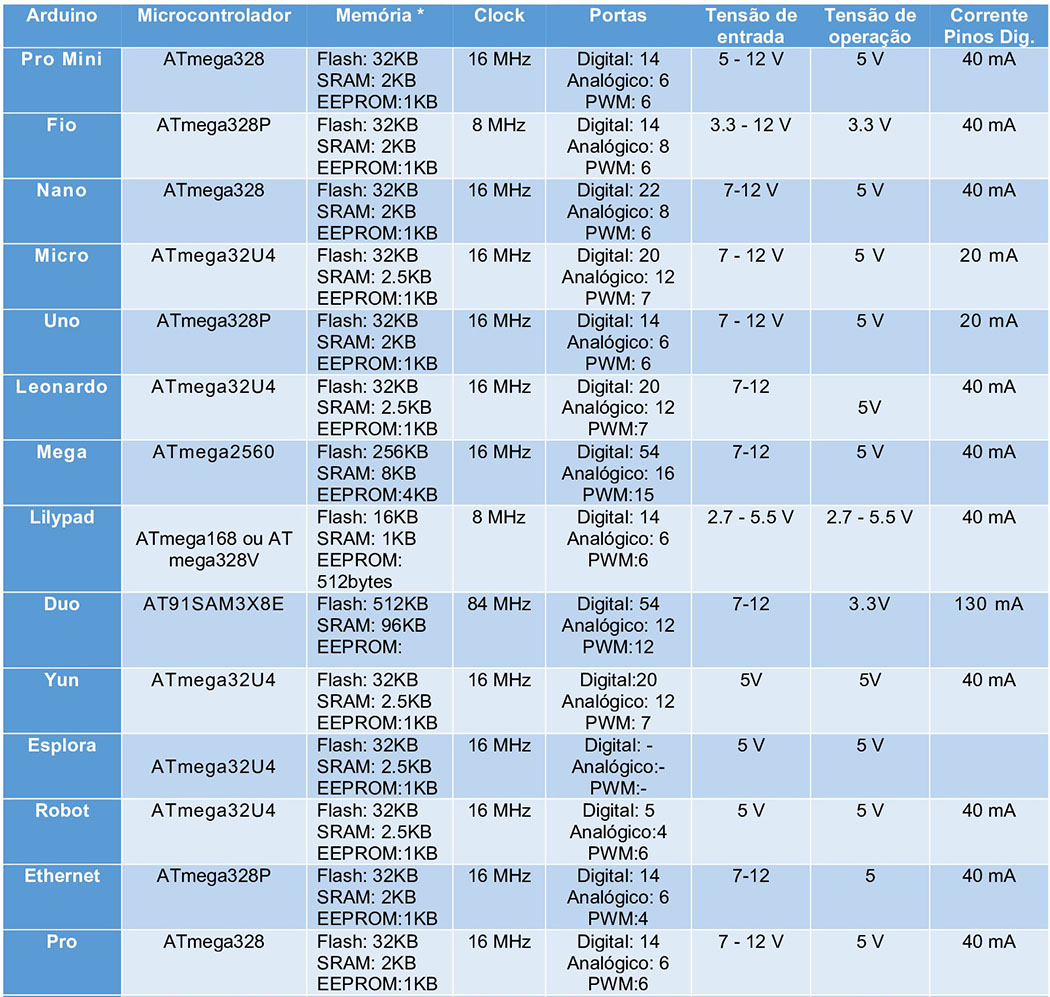 Arduino Microcontrolador Memória * Clock Portas Tensão de entrada Tensão de operação Corrente Pinos Dig.
Pro Mini ATmega328 Flash: 32KB 16 MHz Digital: 14 5 - 12 V 5 V 40 mA
SRAM: 2KB Analógico: 6
EEPROM:1KB PWM: 6
Fio ATmega328P Flash: 32KB 8 MHz Digital: 14 3.3 - 12 V 3.3 V 40 mA
SRAM: 2KB Analógico: 8
EEPROM:1KB PWM: 6
Nano ATmega328 Flash: 32KB 16 MHz Digital: 22 7-12 V 5 V 40 mA
SRAM: 2KB Analógico: 8
EEPROM:1KB PWM: 6
Micro ATmega32U4 Flash: 32KB 16 MHz Digital: 20 7 - 12 V 5 V 20 mA
SRAM: 2.5KB Analógico: 12
EEPROM:1KB PWM: 7
Uno ATmega328P Flash: 32KB 16 MHz Digital: 14 7 - 12 V 5 V 20 mA
SRAM: 2KB Analógico: 6
EEPROM:1KB PWM: 6
Leonardo ATmega32U4 Flash: 32KB 16 MHz Digital: 20 7-12 40 mA
SRAM: 2.5KB Analógico: 12 5V
EEPROM:1KB PWM:7
Mega ATmega2560 Flash: 256KB 16 MHz Digital: 54 7-12 5 V 40 mA
SRAM: 8KB Analógico: 16
EEPROM:4KB PWM:15
Lilypad Flash: 16KB 8 MHz Digital: 14 2.7 - 5.5 V 2.7 - 5.5 V 40 mA
ATmega168 ou AT SRAM: 1KB Analógico: 6
mega328V EEPROM: PWM:6
512bytes
Duo AT91SAM3X8E Flash: 512KB 84 MHz Digital: 54 7-12 3.3V 130 mA
SRAM: 96KB Analógico: 12
EEPROM: PWM:12
Yun ATmega32U4 Flash: 32KB 16 MHz Digital:20 5V 5V 40 mA
SRAM: 2.5KB Analógico: 12
EEPROM:1KB PWM: 7
Esplora Flash: 32KB 16 MHz Digital: - 5 V 5 V
ATmega32U4 SRAM: 2.5KB Analógico:-
EEPROM:1KB PWM:-
Robot ATmega32U4 Flash: 32KB 16 MHz Digital: 5 5 V 5 V 40 mA
SRAM: 2.5KB Analógico:4
EEPROM:1KB PWM:6
Ethernet ATmega328P Flash: 32KB 16 MHz Digital: 14 7-12 5 40 mA
SRAM: 2KB Analógico: 6
EEPROM:1KB PWM:4
Pro ATmega328 Flash: 32KB 16 MHz Digital: 14 7 - 12 V 5 V 40 mA
SRAM: 2KB Analógico: 6
EEPROM:1KB PWM:6